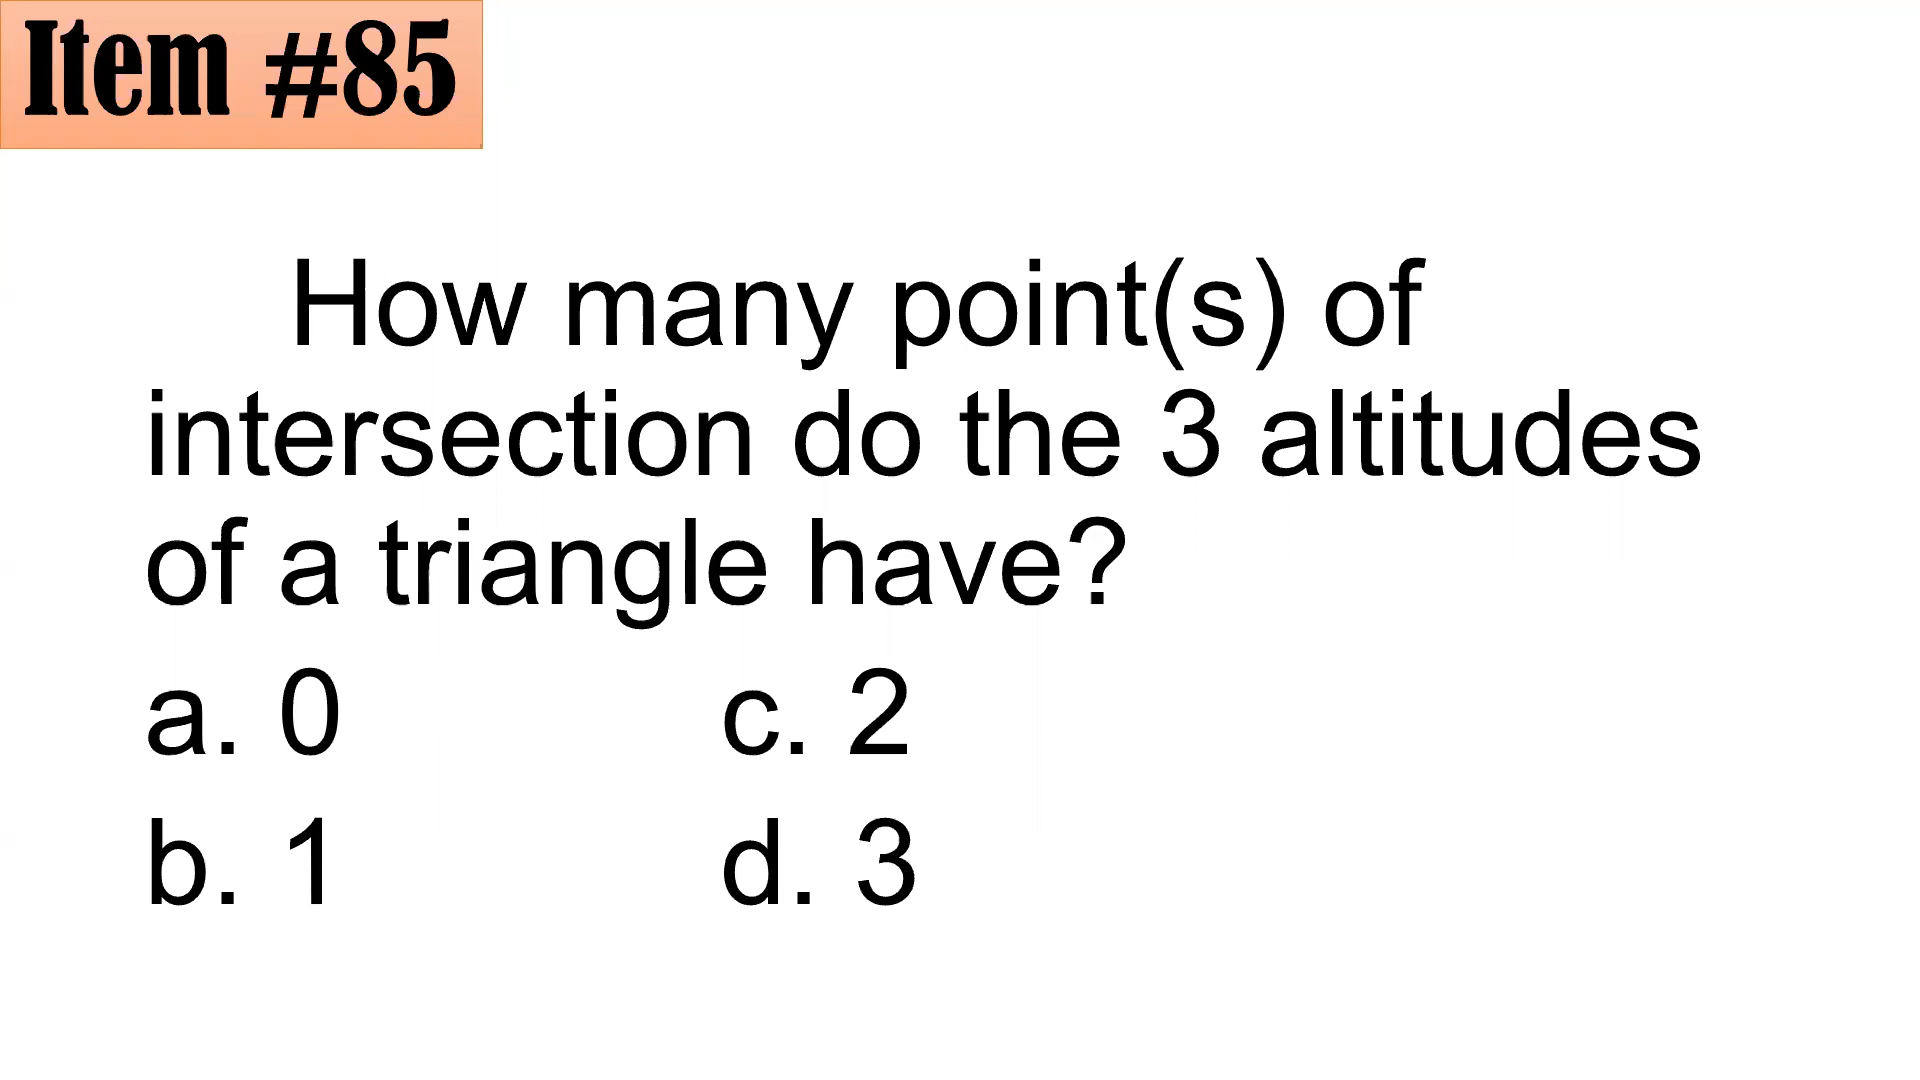 Item #85
How many point(s) of
intersection do the 3 altitudes
of a triangle have?
a. 0 c. 2
b. 1 d. 3